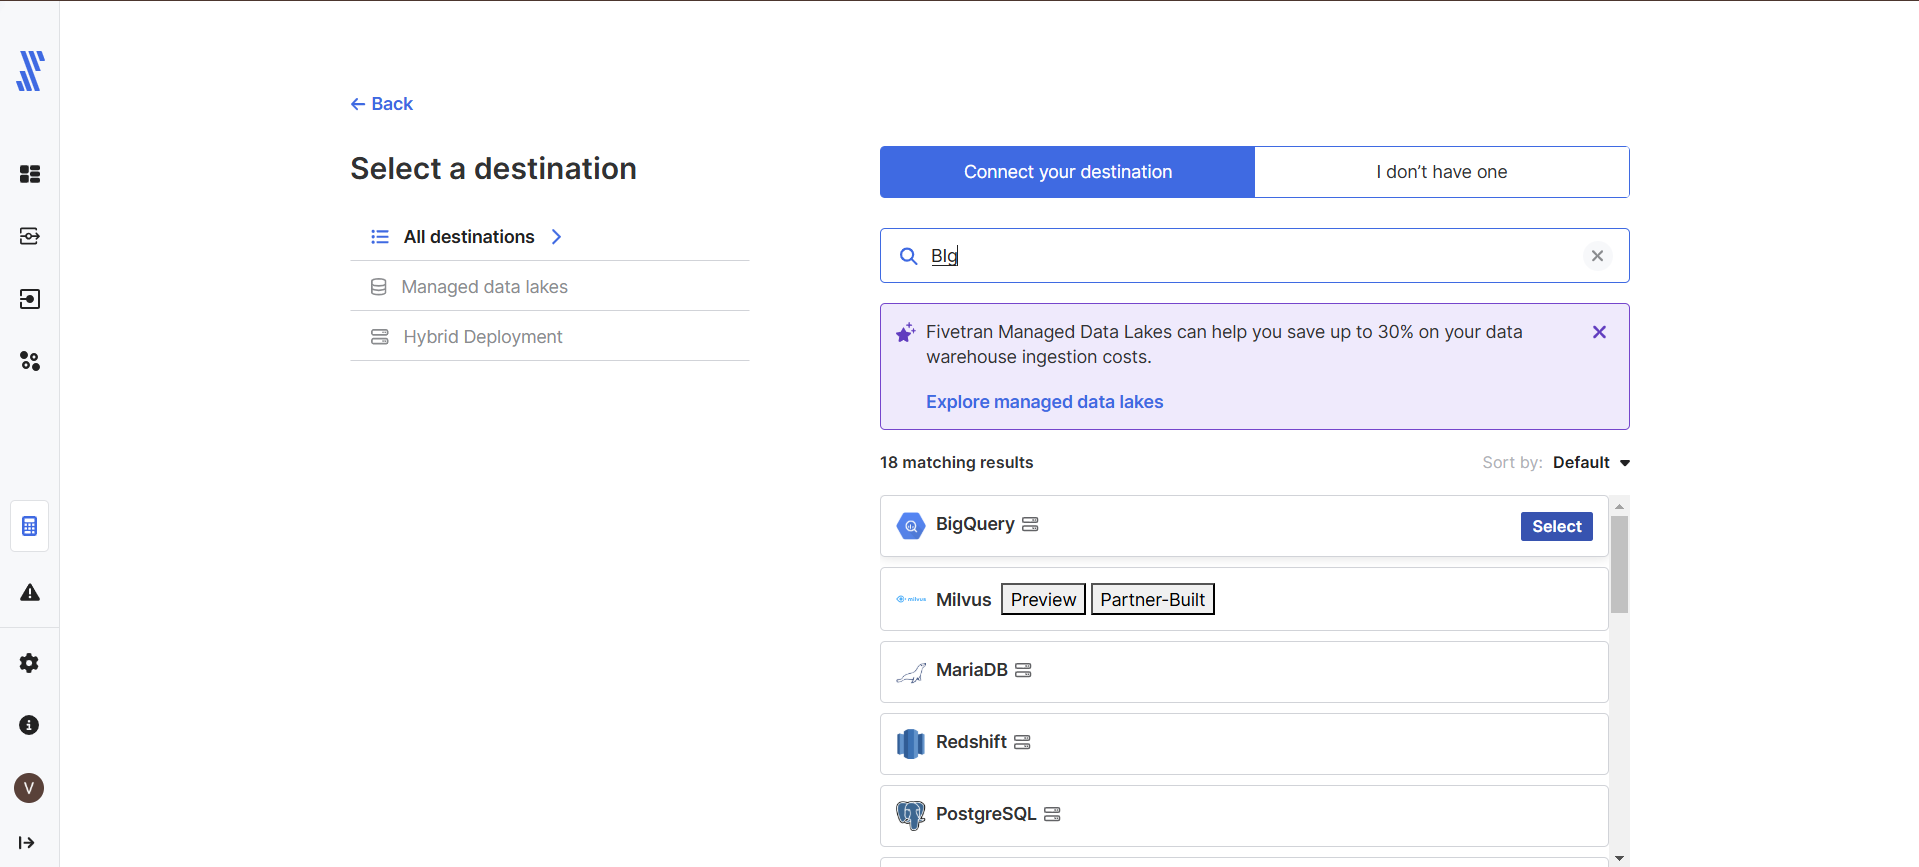 ← Back
Select a destination
All destinations
Managed data lakes
Hybrid Deployment
Connect your destination
I don’t have one
BIg
Fivetran Managed Data Lakes can help you save up to 30% on your data
warehouse ingestion costs.
Explore managed data lakes
18 matching results
Sort by: Default
BigQuery
Select
milvus
Milvus Preview Partner-Built
MariaDB
Redshift
PostgreSQL
V